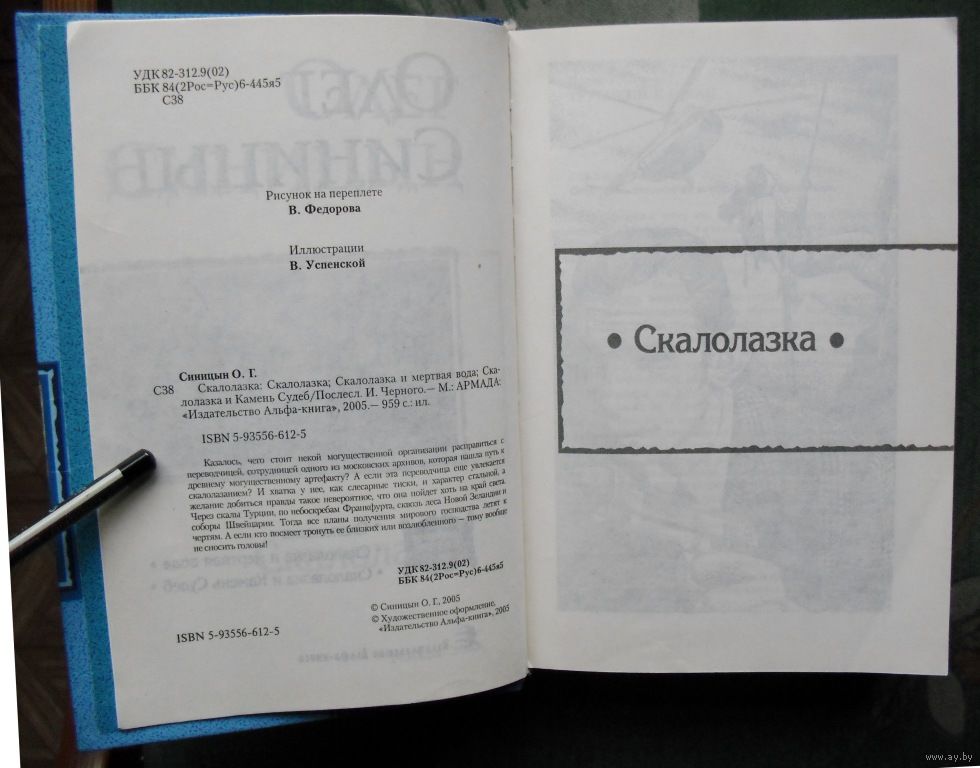 УДК 82-312.9(02)
ББК 84(2Рос=Рус)6-445я5
С38
Рисунок на переплете
В. Федорова
Иллюстрации
В. Успенской
Синицын О. Г.
С38 Скалолазка: Скалолазка; Скалолазка и мертвая вода; Ска-
лолазка и Камень Судеб/Послесл. И. Черного.— М.: АРМАДА:
«Издательство Альфа-книга», 2005.— 959 с.: ил.
ISBN 5-93556-612-5
Казалось, чего стоит некой могущественной организации расправиться с
переводчицей, сотрудницей одного из московских архивов, которая нашла путь к
древнему могущественному артефакту? А если эта переводчица еще увлекается
скалолазанием? И хватка у нее, как слесарные тиски, и характер стальной, а
желание добиться правды такое невероятное, что она пойдет хоть на край света.
Через скалы Турции, по небоскребам Франкфурта, сквозь леса Новой Зеландии и
соборы Швейцарии. Тогда все планы получения мирового господства летят к
чертям. А если кто посмеет тронуть ее близких или возлюбленного — тому вообще
не сносить головы!
УДК 82-312.9(02)
ББК 84(2Рос=Рус)6-445я5
© Синицын О. Г., 2005
© Художественное оформление.
«Издательство Альфа-книга», 2005
ISBN 5-93556-612-5
• Скалолазка •
www.ay.by